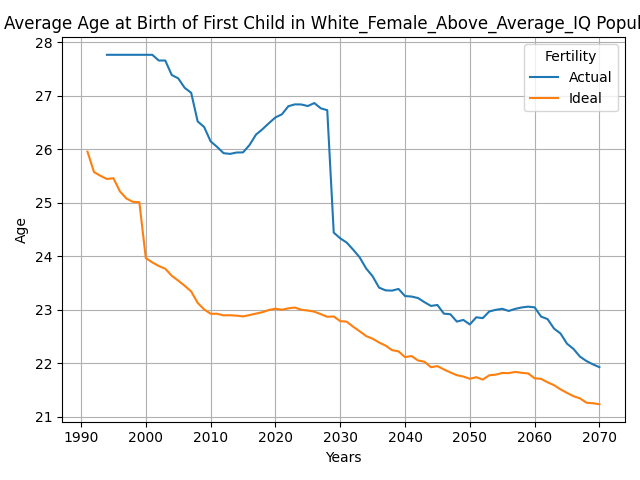 Average Age at Birth of First Child in White_Female_Above_Average_IQ Popul
28
27
26
25
24
23
22
21
Age
Fertility
Actual
Ideal
1990 2000 2010 2020 2030 2040 2050 2060 2070
Years